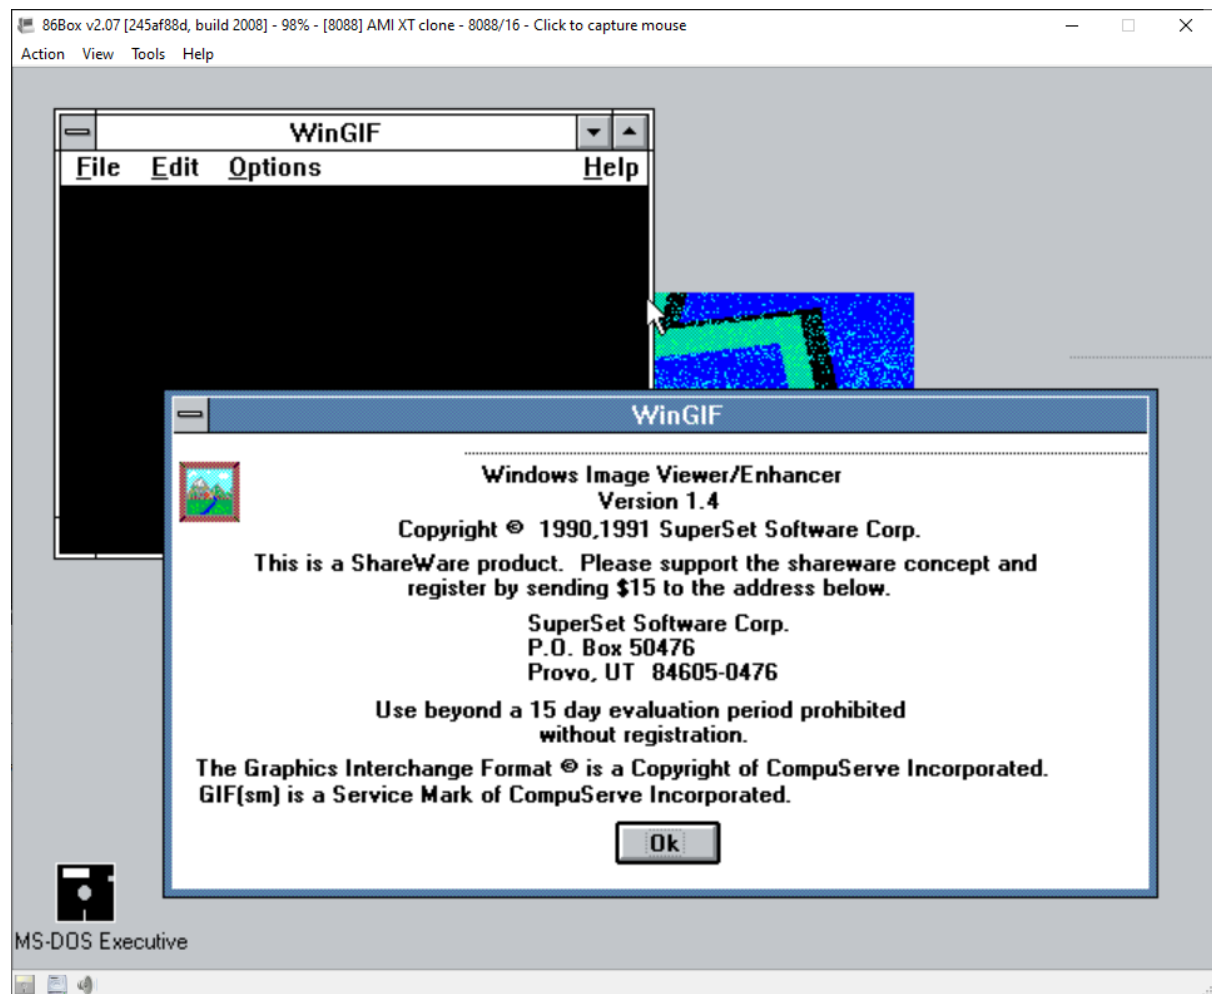 86Box v2.07 [245af88d, build 2008] - 98% - [8088] AMI XT clone - 8088/16 - Click to capture mouse
Action View Tools Help
WinGIF
File Edit Options Help
WinGIF
Windows Image Viewer/Enhancer
Version 1.4
Copyright © 1990,1991 SuperSet Software Corp.
This is a ShareWare product. Please support the shareware concept and
register by sending $15 to the address below.
SuperSet Software Corp.
P.O. Box 50476
Provo, UT 84605-0476
Use beyond a 15 day evaluation period prohibited
without registration.
The Graphics Interchange Format © is a Copyright of CompuServe Incorporated.
GIF(sm) is a Service Mark of CompuServe Incorporated.
Ok
MS-DOS Executive